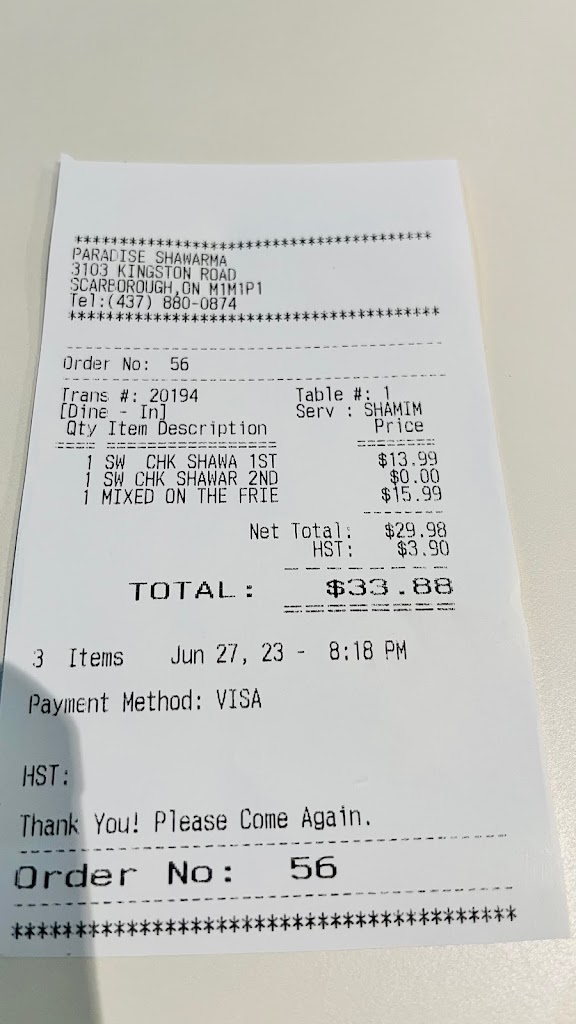 ****************************************
PARADISE SHAWARMA
3103 KINGSTON ROAD
SCARBOROUGH,ON M1M1P1
Tel:(437) 880-0874
****************************************
Order No: 56
Trans #: 20194 Table #: 1
[Dine - In] Serv : SHAMIM
Qty Item Description Price
1 SW CHK SHAWA 1ST $13.99
1 SW CHK SHAWAR 2ND $0.00
1 MIXED ON THE FRIE $15.99
Net Total: $29.98
HST: $3.90
TOTAL: $33.88
3 Items Jun 27, 23 - 8:18 PM
Payment Method: VISA
HST:
Thank You! Please Come Again.
Order No: 56
****************************************